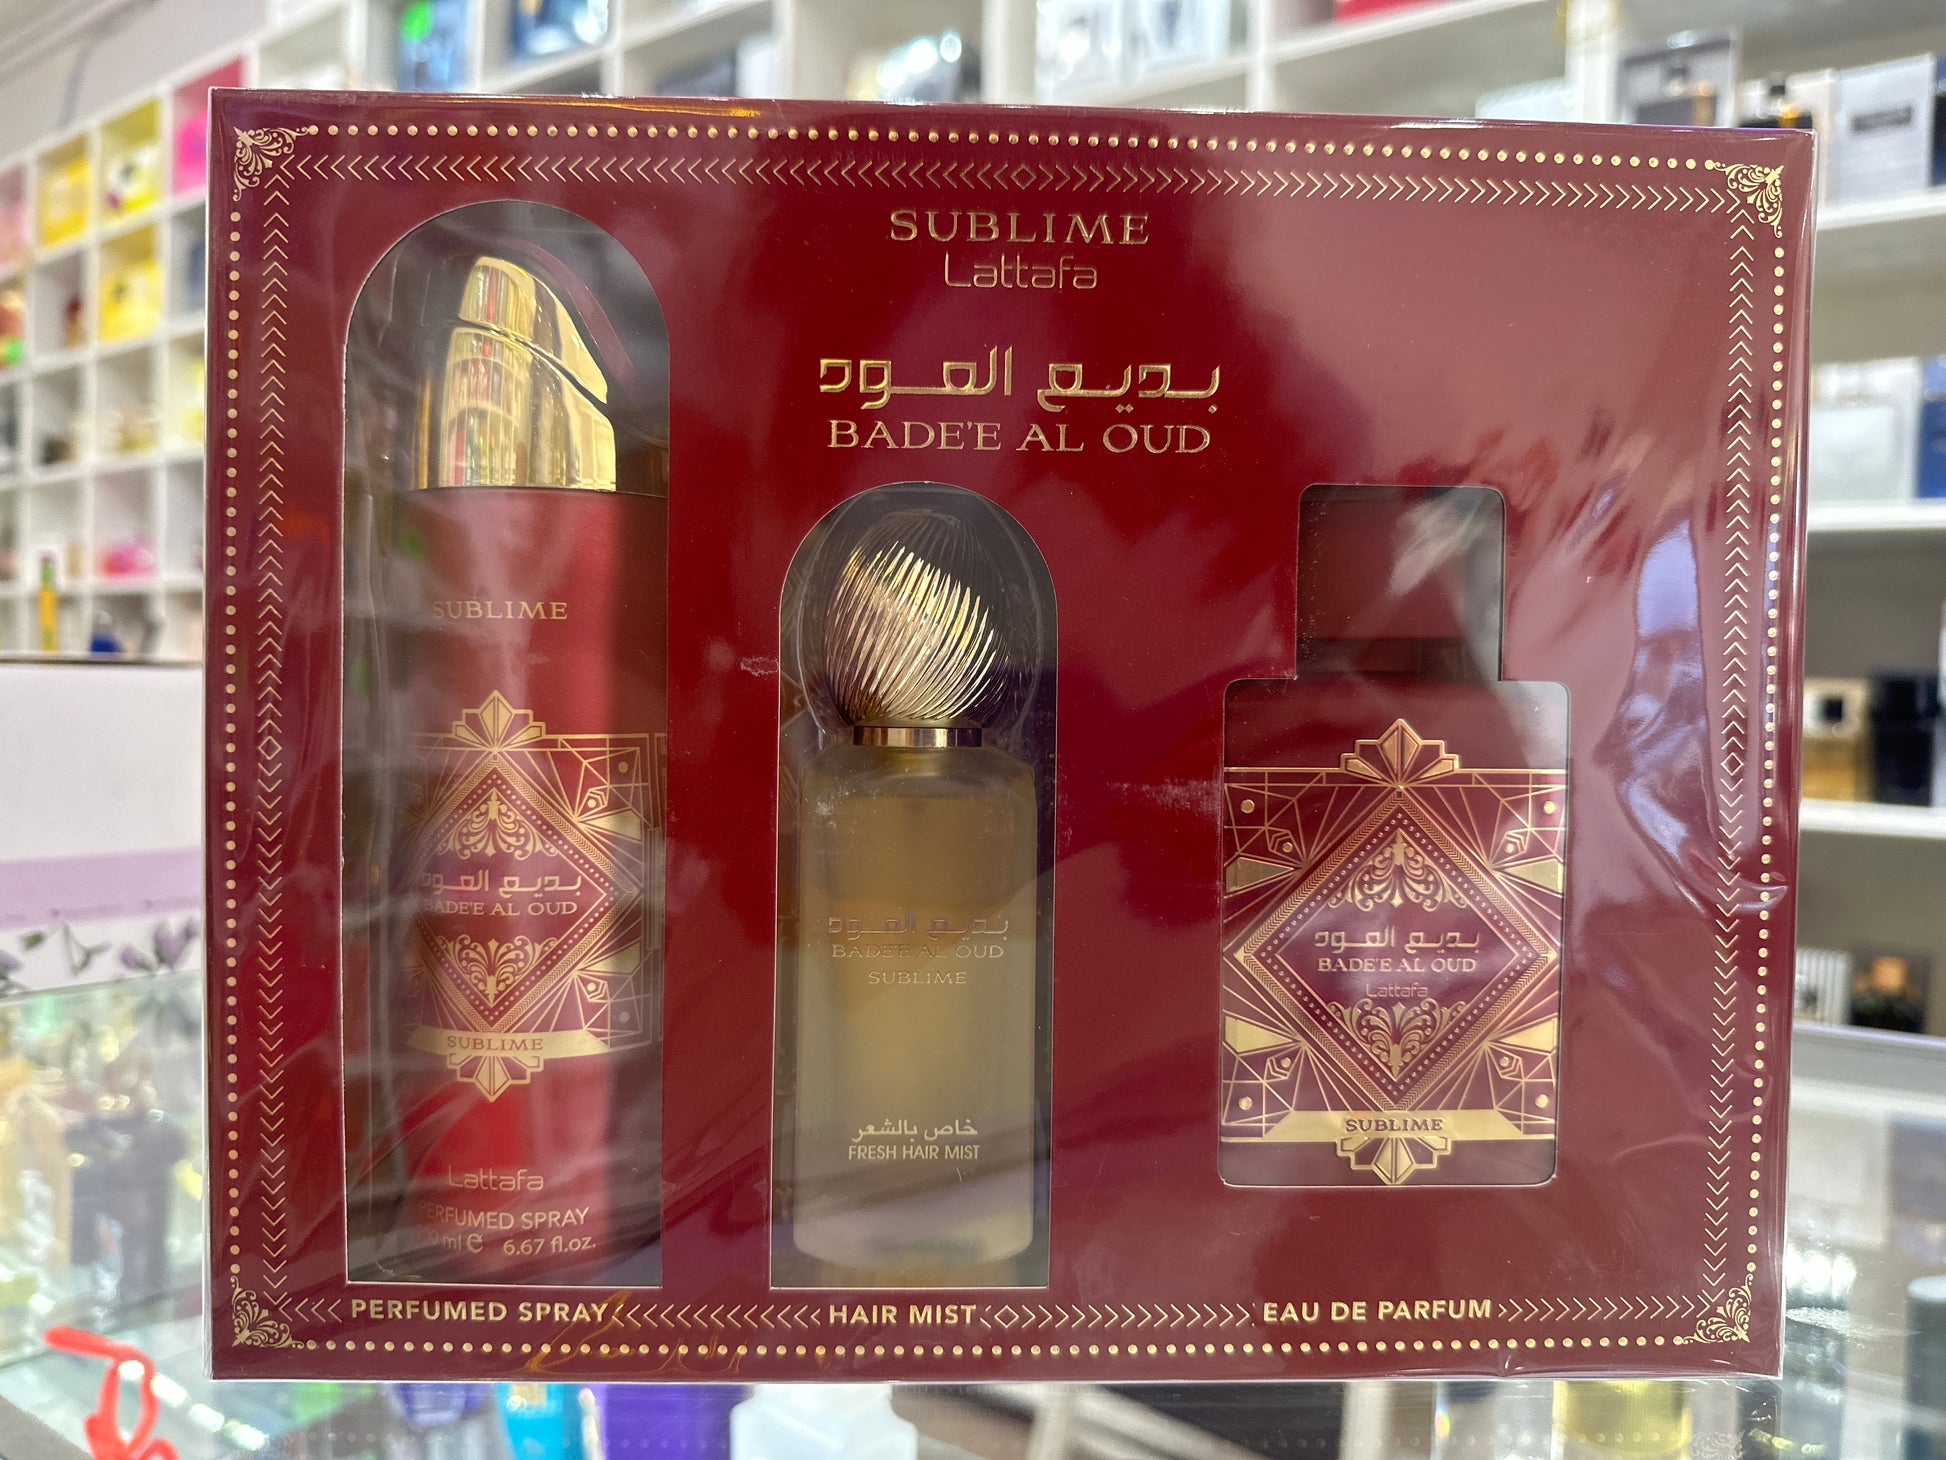 SUBLIME
Lattafa
بديع العود
BADE'E AL OUD
SUBLIME
بديع العود
BADE'E AL OUD
SUBLIME
Lattafa
PERFUMED SPRAY
ml e 6.67 fl.oz.
بديع العود
BADE'E AL OUD
SUBLIME
خاص بالشعر
FRESH HAIR MIST
بديع العود
BADE'E AL OUD
Lattafa
SUBLIME
PERFUMED SPRAY
HAIR MIST
EAU DE PARFUM